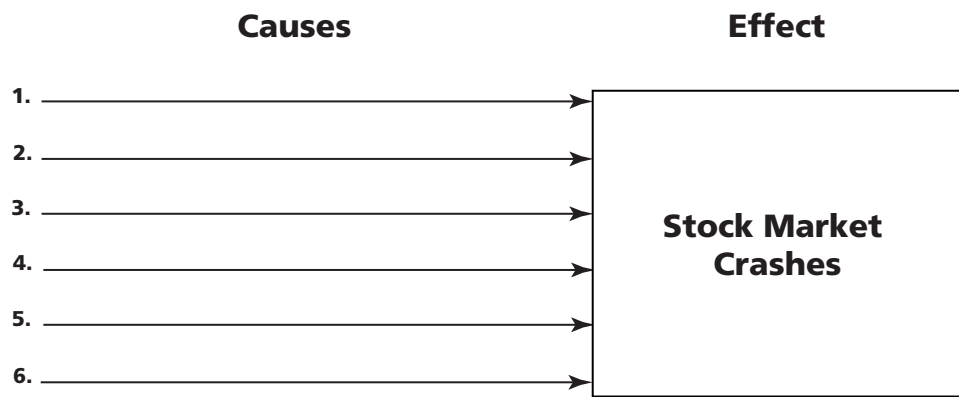 Causes
Effect
1.
2.
3.
4.
5.
6.
Stock Market
Crashes